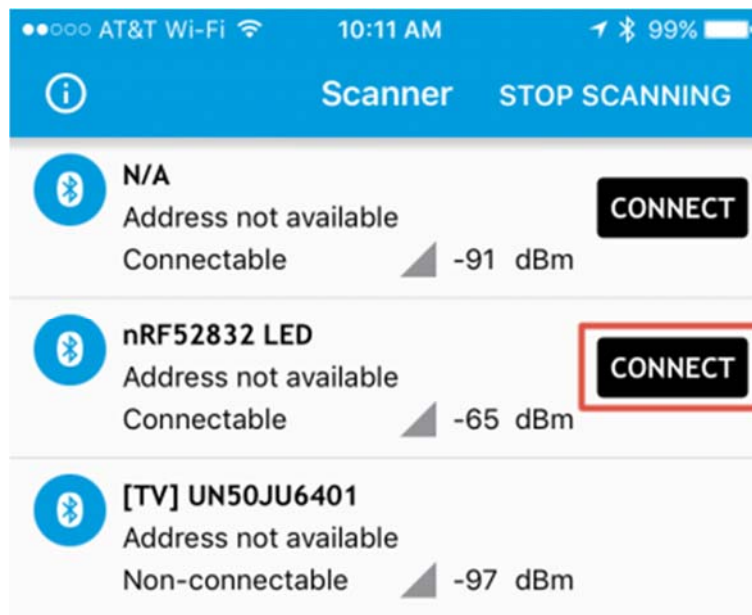 AT&T Wi-Fi 10:11 AM 99%
Scanner STOP SCANNING
N/A
Address not available
CONNECT
Connectable -91 dBm
nRF52832 LED
Address not available
CONNECT
Connectable -65 dBm
[TV] UN50JU6401
Address not available
Non-connectable -97 dBm